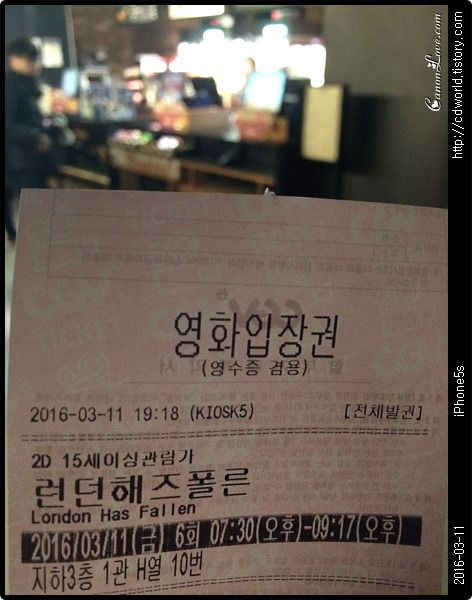 CanonLove.com
http://cdworld.tistory.com
영화입장권
(영수증 겸용)
2016-03-11 19:18 (KIOSK5) [전체발권]
2D 15세이상관람가
런던해즈폴른
London Has Fallen
2016/03/11(금) 6회 07:30(오후)-09:17(오후)
지하3층 1관 H열 10번
iPhone5s
2016-03-11